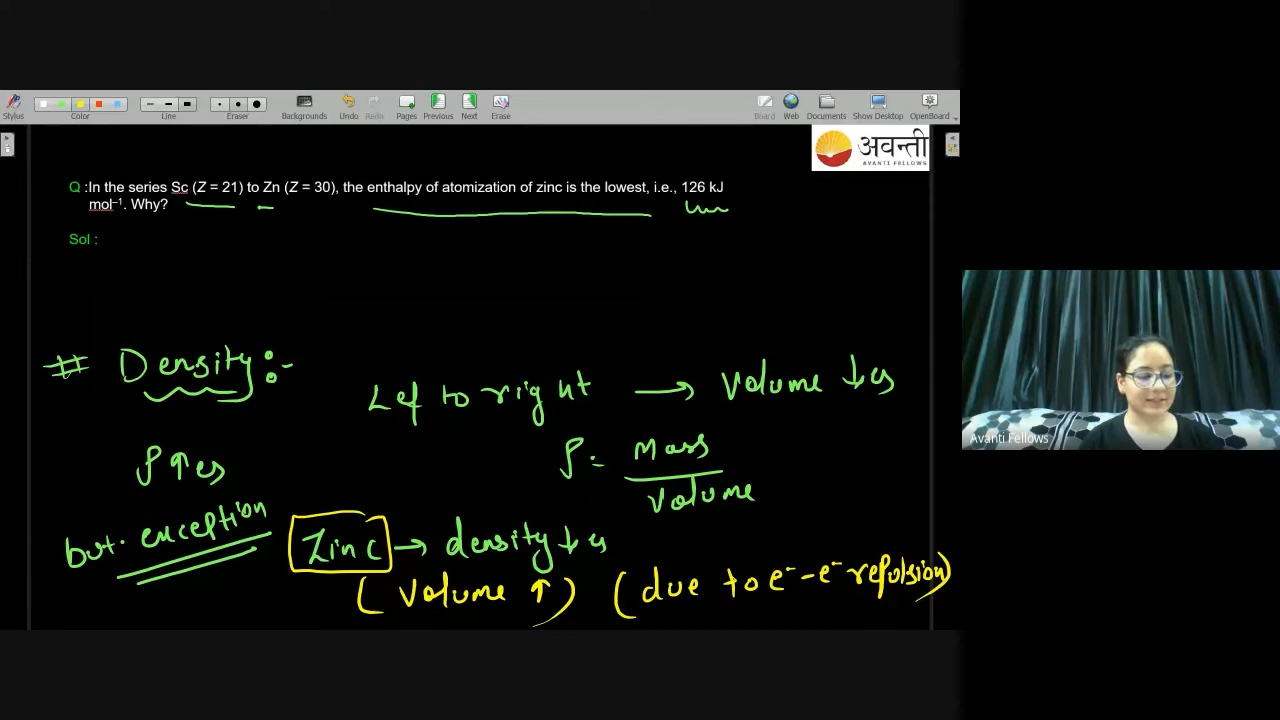 Stylus
Color
Line
Eraser
Backgrounds
Undo
Redo
Pages
Previous
Next
Erase
Board
Web
Documents
Show Desktop
OpenBoard
अवन्ती
AVANTI FELLOWS
Q :In the series Sc (Z = 21) to Zn (Z = 30), the enthalpy of atomization of zinc is the lowest, i.e., 126 kJ
mol⁻¹. Why?
Sol :
# Density :-
Lef to right → Volume ↓es
ρ ↑es
ρ = Mass
Volume
but exception
Zinc → density ↓es
( Volume ↑ ) ( due to e⁻-e⁻ repulsion)
Avanti Fellows